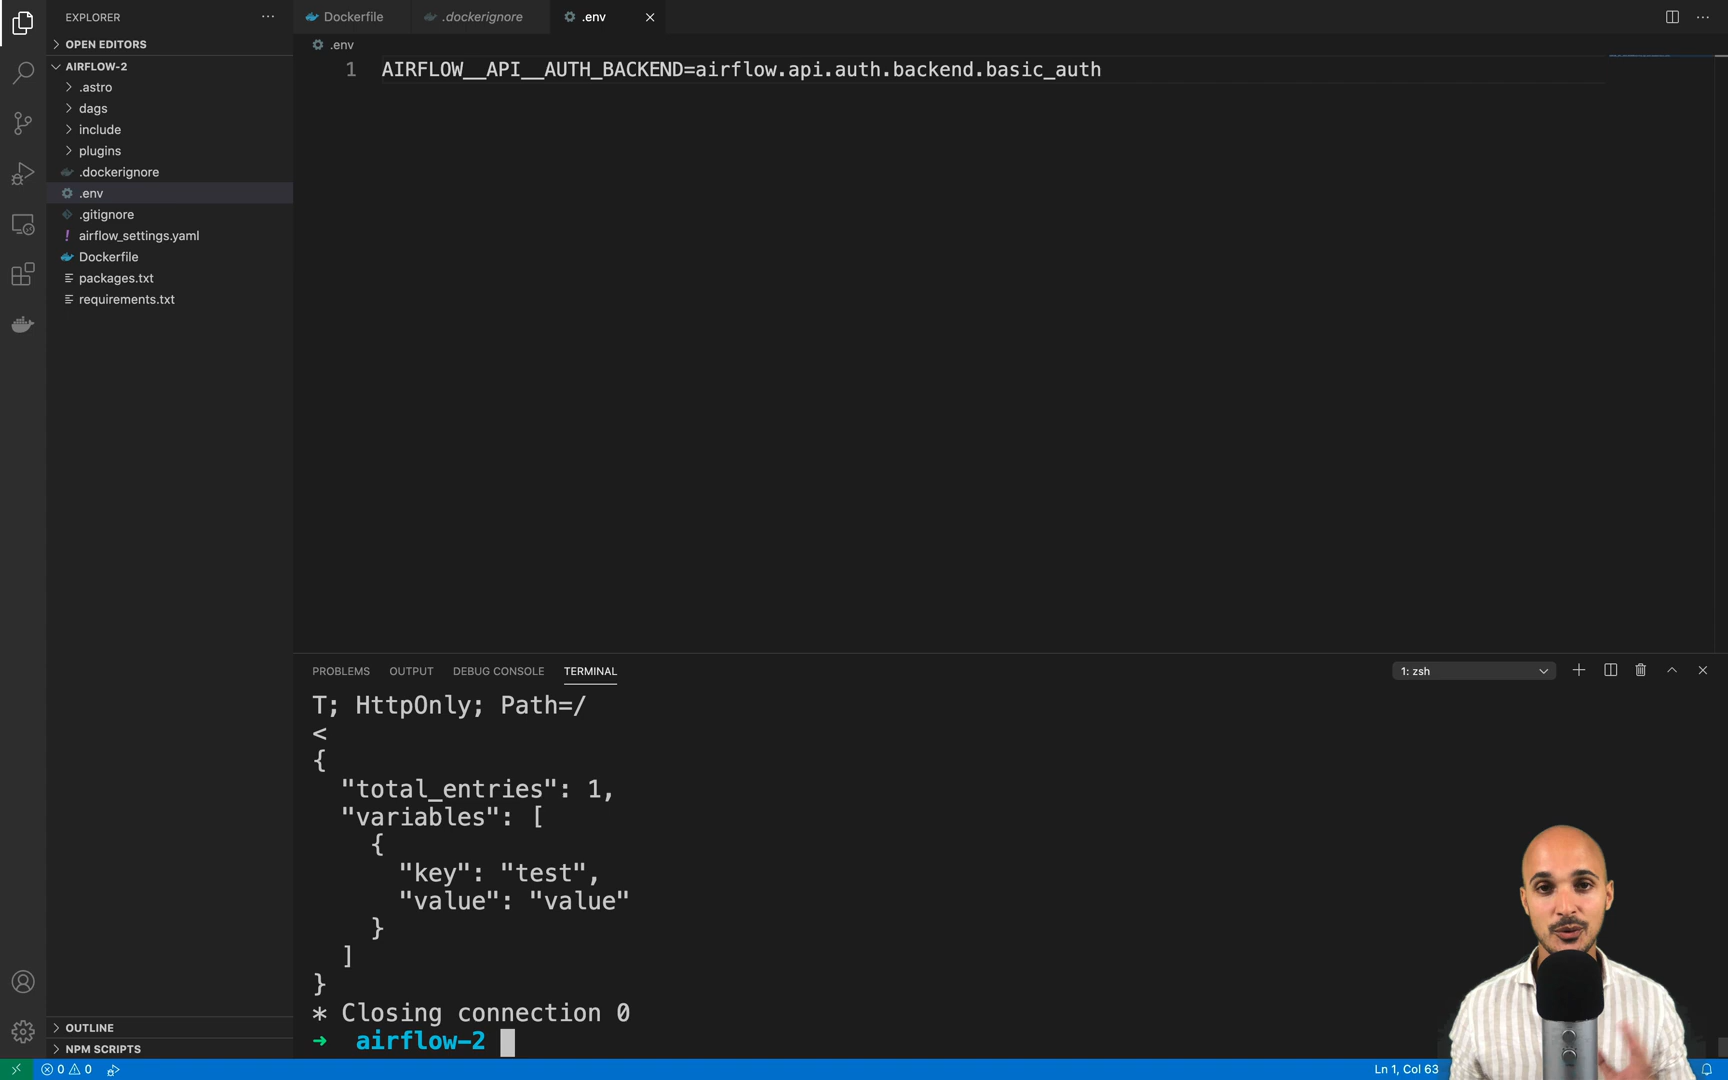 EXPLORER
Dockerfile
.dockerignore
.env
OPEN EDITORS
AIRFLOW-2
.astro
dags
include
plugins
.dockerignore
.env
.gitignore
! airflow_settings.yaml
Dockerfile
packages.txt
requirements.txt
OUTLINE
NPM SCRIPTS
.env
1 AIRFLOW__API__AUTH_BACKEND=airflow.api.auth.backend.basic_auth
PROBLEMS OUTPUT DEBUG CONSOLE TERMINAL
1: zsh
T; HttpOnly; Path=/
<
{
"total_entries": 1,
"variables": [
{
"key": "test",
"value": "value"
}
]
}
* Closing connection 0
➜ airflow-2
0 0
Ln 1, Col 63